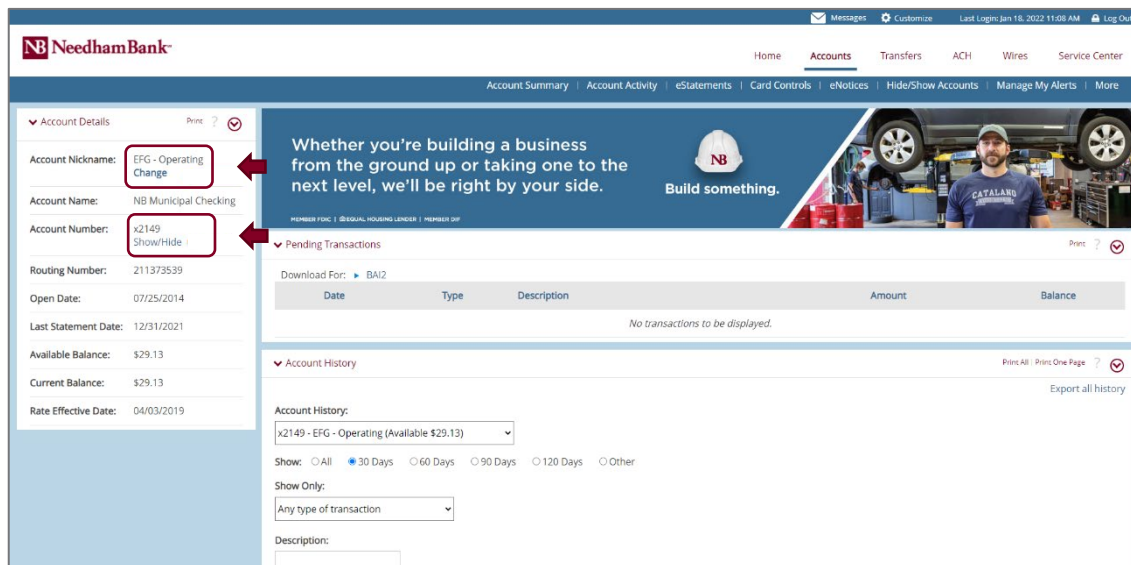 Messages Customize Last Login: Jan 18, 2022 11:08 AM Log Out
NB NeedhamBank
Home Accounts Transfers ACH Wires Service Center
Account Summary | Account Activity | eStatements | Card Controls | eNotices | Hide/Show Accounts | Manage My Alerts | More
Account Details Print ?
Account Nickname: EFG - Operating
Change
Account Name: NB Municipal Checking
Account Number: x2149
Show/Hide |
Routing Number: 211373539
Open Date: 07/25/2014
Last Statement Date: 12/31/2021
Available Balance: $29.13
Current Balance: $29.13
Rate Effective Date: 04/03/2019
Whether you're building a business
from the ground up or taking one to the
next level, we'll be right by your side.
MEMBER FDIC | EQUAL HOUSING LENDER | MEMBER DIF
NB
Build something.
CATALANO
Pending Transactions Print ?
Download For: BAI2
Date Type Description Amount Balance
No transactions to be displayed.
Account History Print All | Print One Page ?
Export all history
Account History:
x2149 - EFG - Operating (Available $29.13)
Show: All 30 Days 60 Days 90 Days 120 Days Other
Show Only:
Any type of transaction
Description: